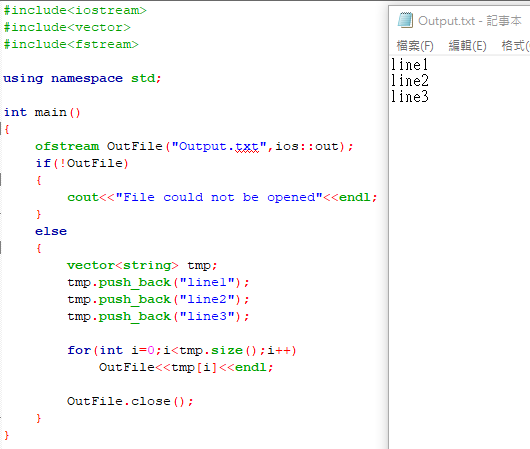 #include<iostream>
#include<vector>
#include<fstream>
using namespace std;
int main()
{
ofstream OutFile("Output.txt",ios::out);
if(!OutFile)
{
cout<<"File could not be opened"<<endl;
}
else
{
vector<string> tmp;
tmp.push_back("line1");
tmp.push_back("line2");
tmp.push_back("line3");
for(int i=0;i<tmp.size();i++)
OutFile<<tmp[i]<<endl;
OutFile.close();
}
}
Output.txt - 記事本
檔案(F) 編輯(E) 格式(
line1
line2
line3